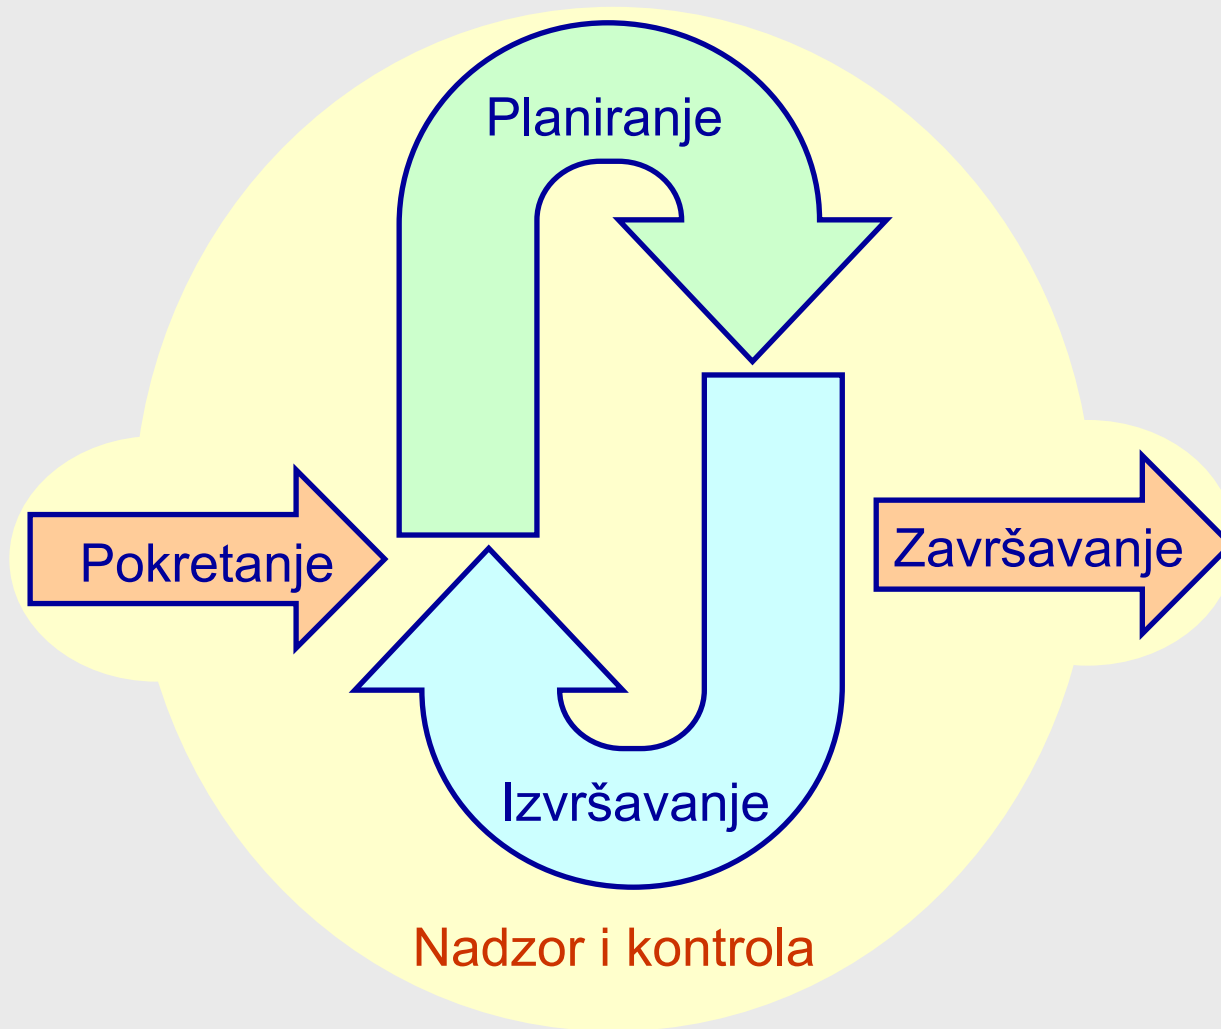 Planiranje
Pokretanje
Završavanje
Izvršavanje
Nadzor i kontrola